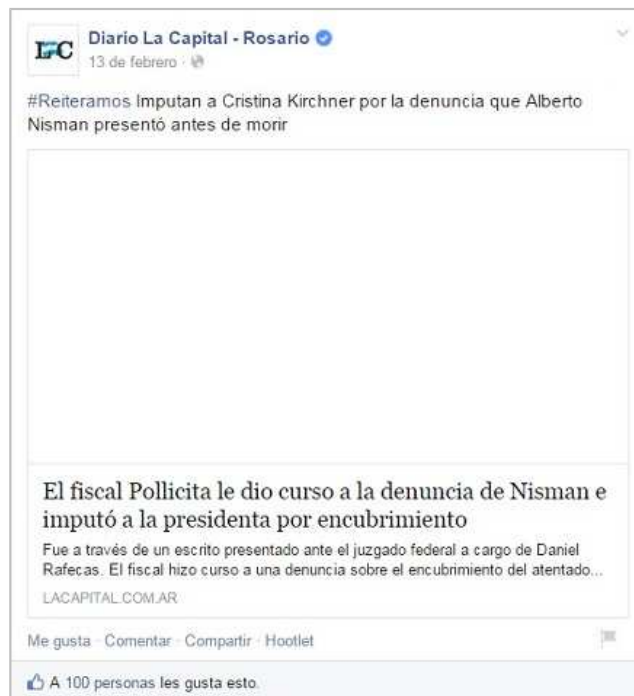 LFC
Diario La Capital - Rosario
13 de febrero ·
#Reiteramos Imputan a Cristina Kirchner por la denuncia que Alberto
Nisman presentó antes de morir
El fiscal Pollicita le dio curso a la denuncia de Nisman e
imputó a la presidenta por encubrimiento
Fue a través de un escrito presentado ante el juzgado federal a cargo de Daniel
Rafecas. El fiscal hizo curso a una denuncia sobre el encubrimiento del atentado...
LACAPITAL.COM.AR
Me gusta · Comentar · Compartir · Hootlet
A 100 personas les gusta esto.